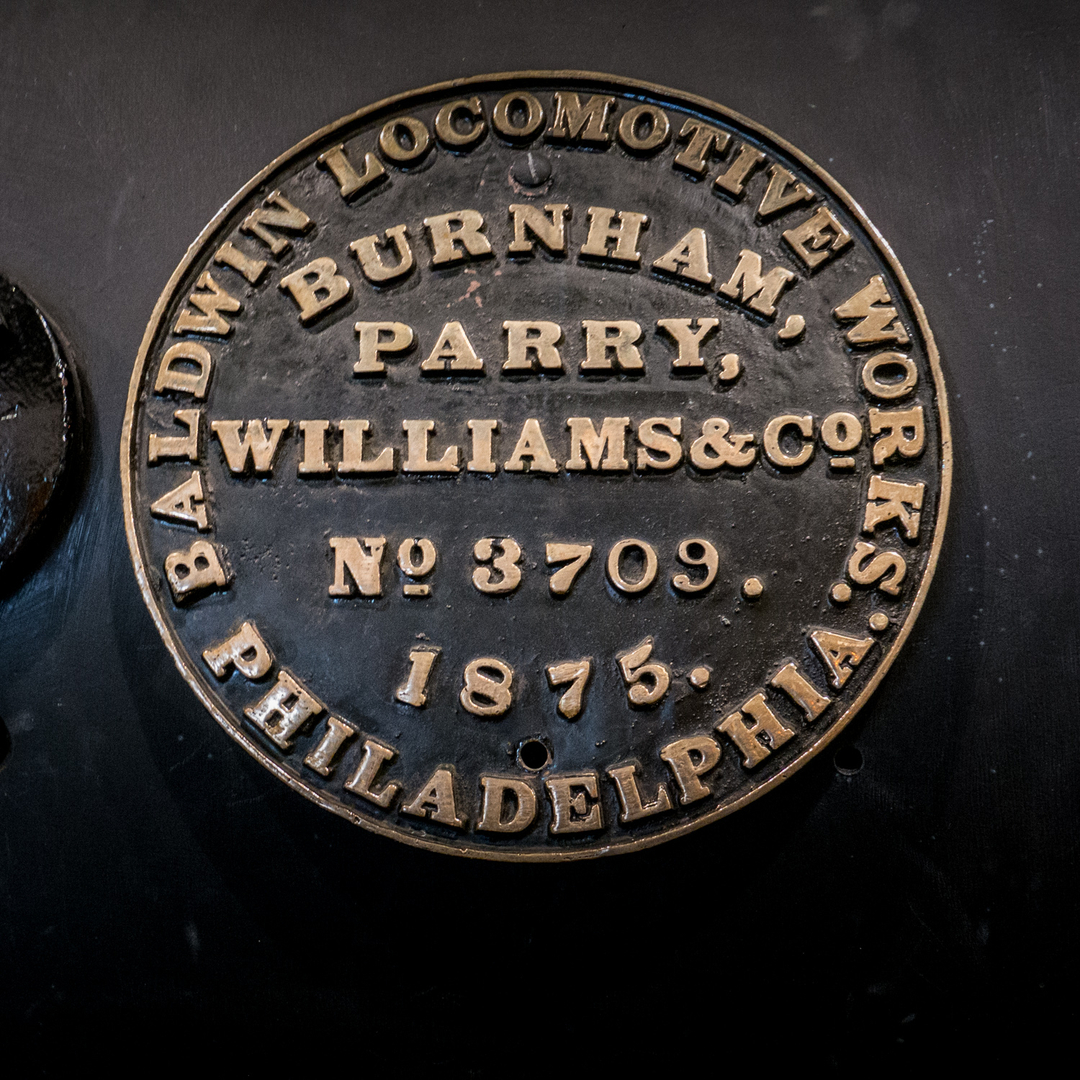 BALDWIN LOCOMOTIVE WORKS.
BURNHAM,
PARRY,
WILLIAMS & Cº
Nº 3709.
1875.
PHILADELPHIA.